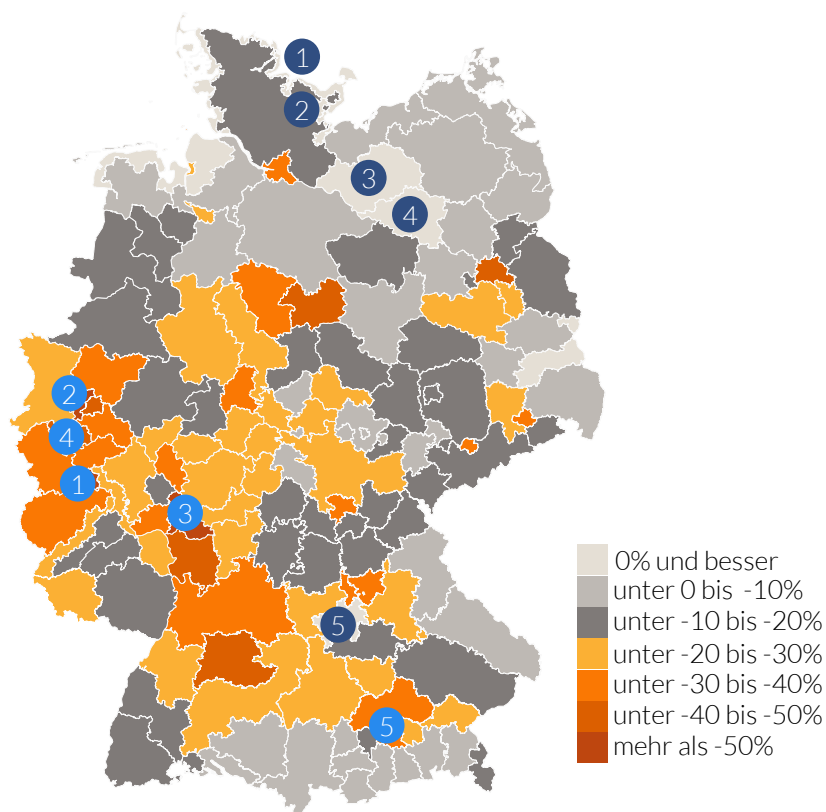 1
2
3
4
2
4
1
3
5
5
0% und besser
unter 0 bis -10%
unter -10 bis -20%
unter -20 bis -30%
unter -30 bis -40%
unter -40 bis -50%
mehr als -50%